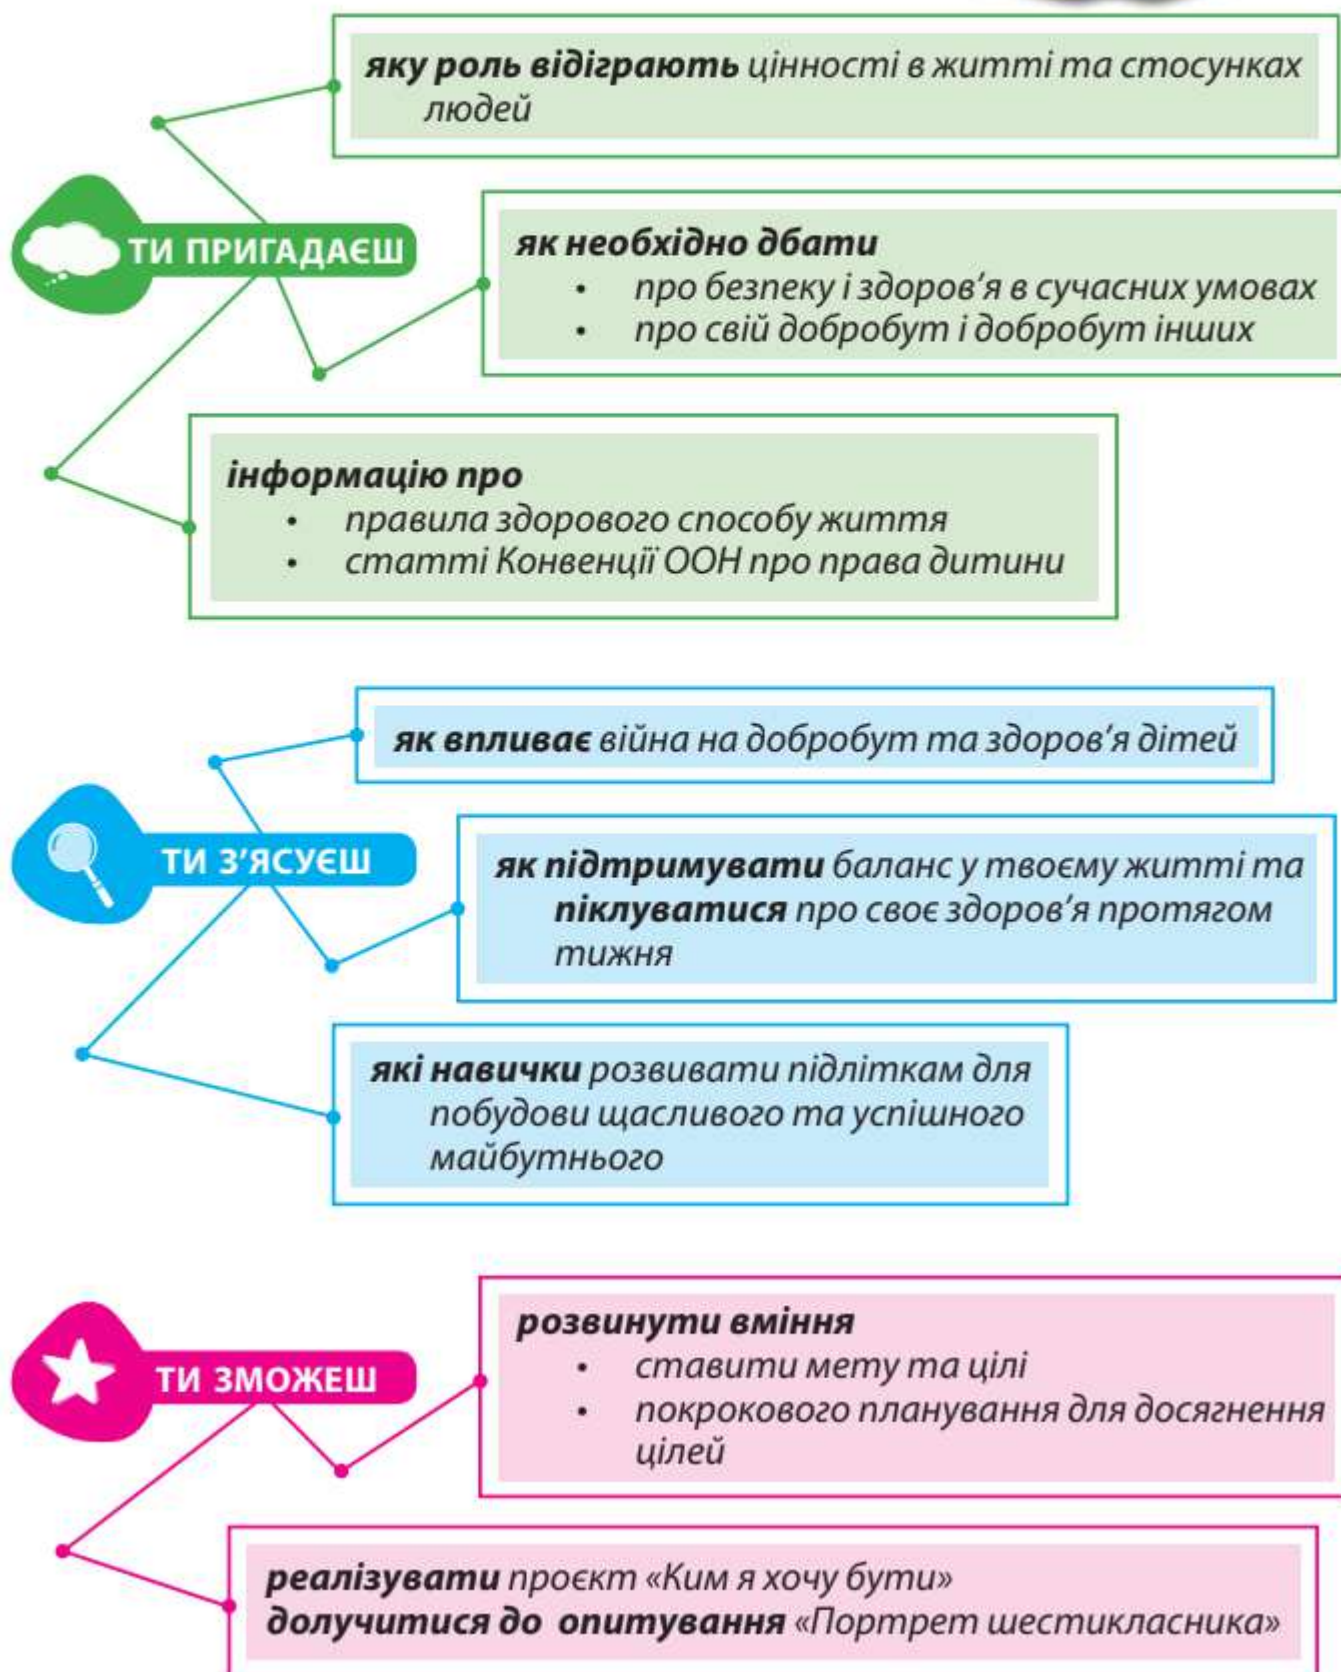 яку роль відіграють цінності в житті та стосунках
людей
ТИ ПРИГАДАЄШ
як необхідно дбати
• про безпеку і здоров’я в сучасних умовах
• про свій добробут і добробут інших
інформацію про
• правила здорового способу життя
• статті Конвенції ООН про права дитини
як впливає війна на добробут та здоров’я дітей
ТИ З’ЯСУЄШ
як підтримувати баланс у твоєму житті та
піклуватися про своє здоров’я протягом
тижня
які навички розвивати підліткам для
побудови щасливого та успішного
майбутнього
ТИ ЗМОЖЕШ
розвинути вміння
• ставити мету та цілі
• покрокового планування для досягнення
цілей
реалізувати проєкт «Ким я хочу бути»
долучитися до опитування «Портрет шестикласника»